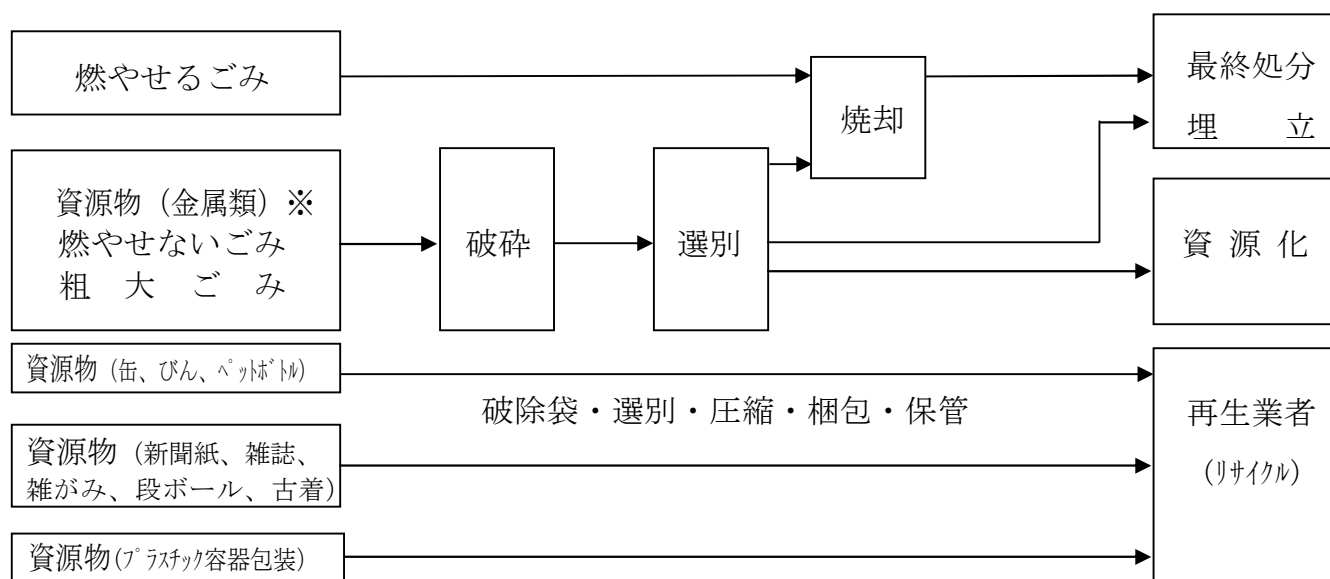 燃やせるごみ
焼却
最終処分
埋　立
資源物（金属類）※
燃やせないごみ
粗　大　ご　み
破砕
選別
資 源 化
資源物（缶、びん、ﾍﾟｯﾄﾎﾞﾄﾙ）
破除袋・選別・圧縮・梱包・保管
資源物（新聞紙、雑誌、
雑がみ、段ボール、古着）
再生業者
（ﾘｻｲｸﾙ）
資源物（ﾌﾟﾗｽﾁｯｸ容器包装）